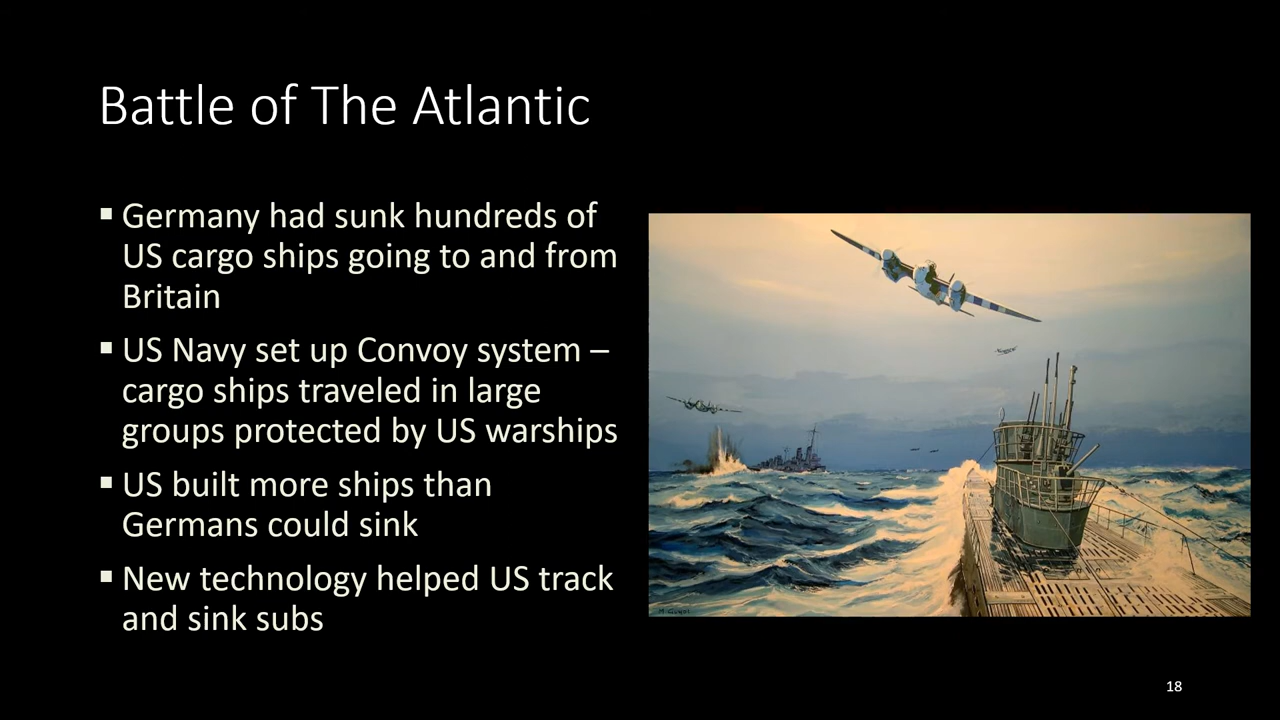 Battle of The Atlantic
▪ Germany had sunk hundreds of
US cargo ships going to and from
Britain
▪ US Navy set up Convoy system –
cargo ships traveled in large
groups protected by US warships
▪ US built more ships than
Germans could sink
▪ New technology helped US track
and sink subs
18